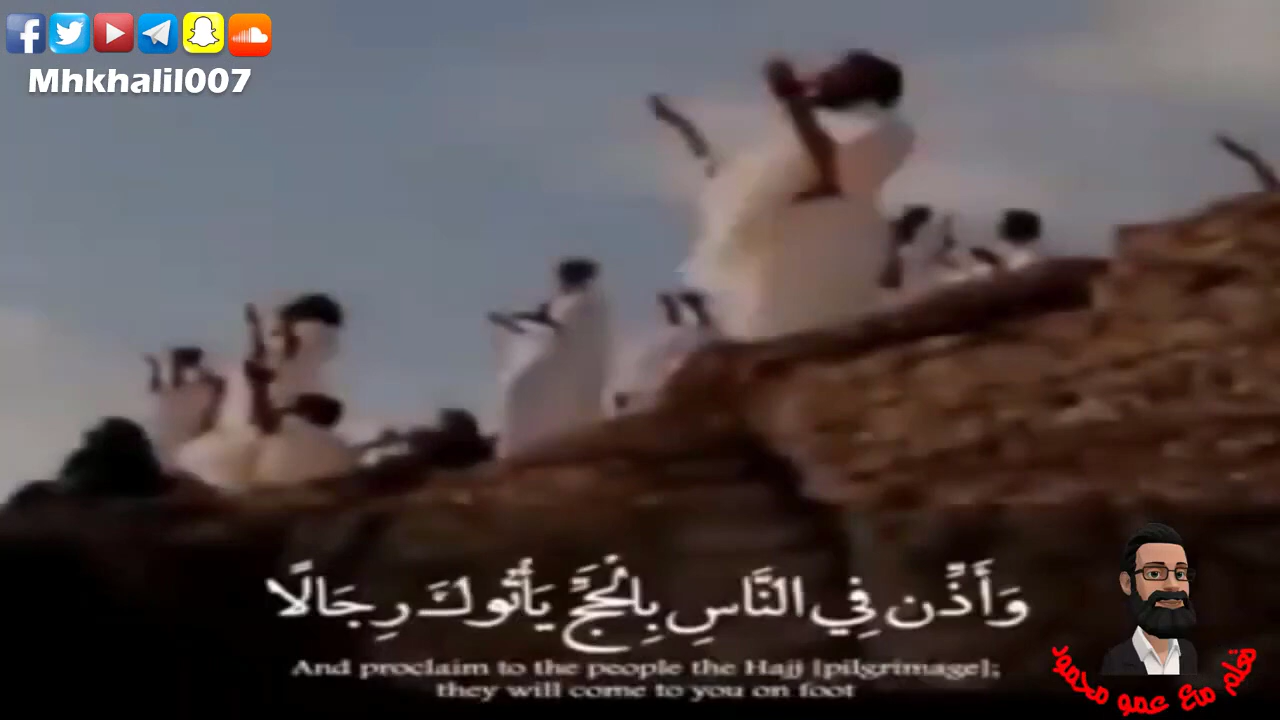 Mhkhalil007
وَأَذِّن فِي النَّاسِ بِالْحَجِّ يَأْتُوكَ رِجَالًا
And proclaim to the people the Hajj [pilgrimage];
they will come to you on foot
تعلم مع عمو محمود